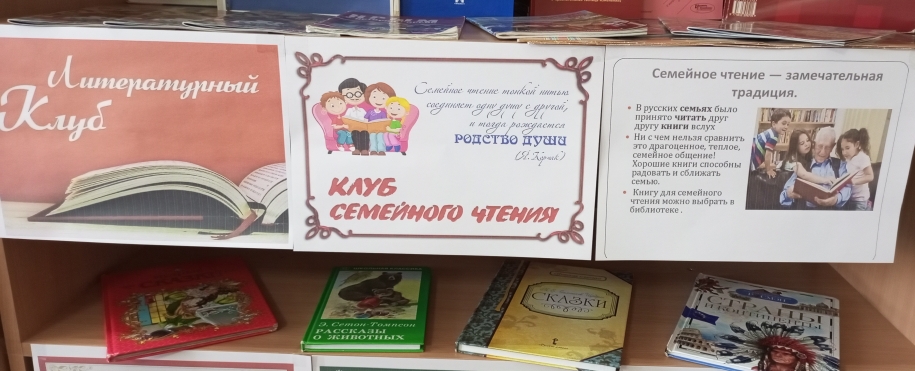 Литературный
Клуб
Семейное чтение тонкой нитью
соединяет одну душу с другой,
и тогда рождается
РОДСТВО ДУШИ
(Я. Корчак)
КЛУБ
СЕМЕЙНОГО ЧТЕНИЯ
Семейное чтение — замечательная
традиция.
• В русских семьях было
принято читать друг
другу книги вслух
• Ни с чем нельзя сравнить
это драгоценное, теплое,
семейное общение!
Хорошие книги способны
радовать и сближать
семью.
• Книгу для семейного
чтения можно выбрать в
библиотеке .
Э. Сетон-Томпсон
РАССКАЗЫ
О ЖИВОТНЫХ
СКАЗКИ
СТРАНЫ
И КОНТИНЕНТЫ